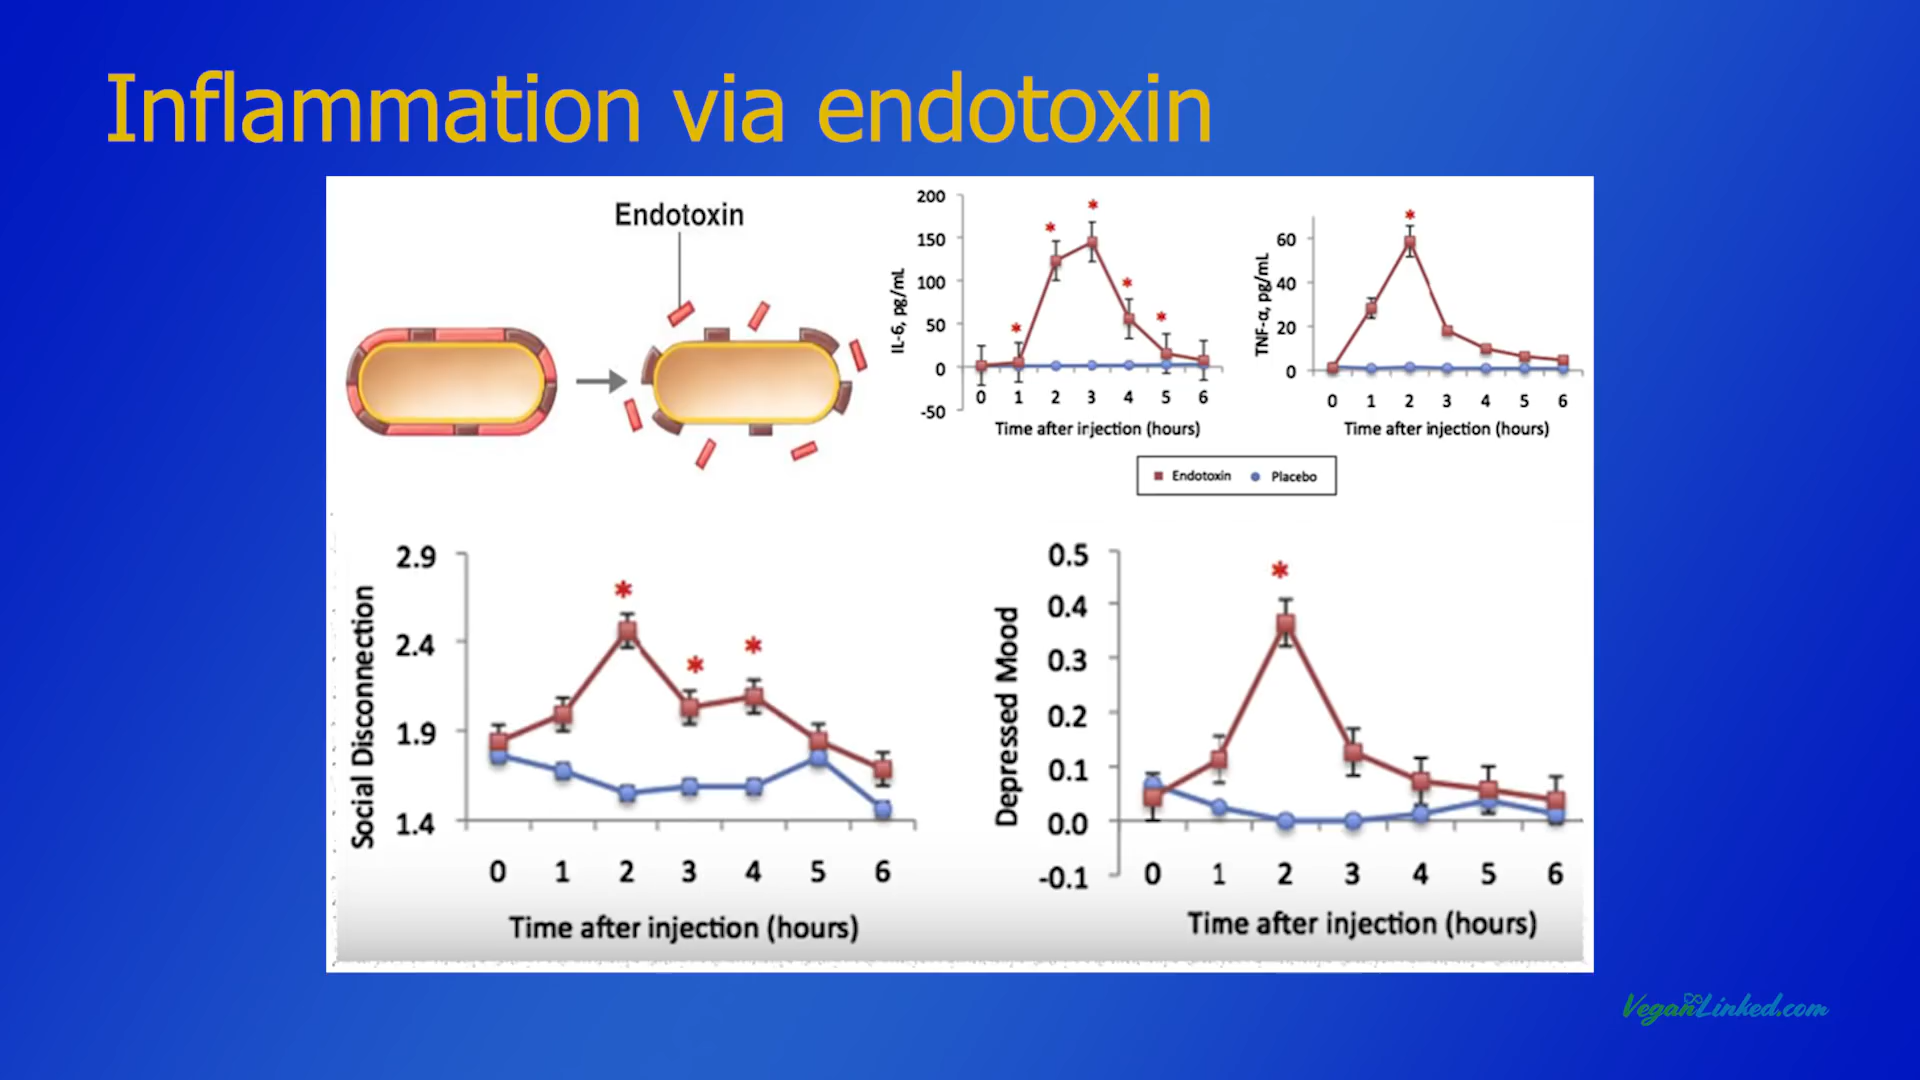 Inflammation via endotoxin
Endotoxin
200
150
100
50
0
-50
IL-6, pg/mL
0 1 2 3 4 5 6
Time after injection (hours)
60
40
20
0
TNF-α, pg/mL
0 1 2 3 4 5 6
Time after injection (hours)
Endotoxin Placebo
2.9
2.4
1.9
1.4
Social Disconnection
0 1 2 3 4 5 6
Time after injection (hours)
0.5
0.4
0.3
0.2
0.1
0.0
-0.1
Depressed Mood
0 1 2 3 4 5 6
Time after injection (hours)
VeganLinked.com